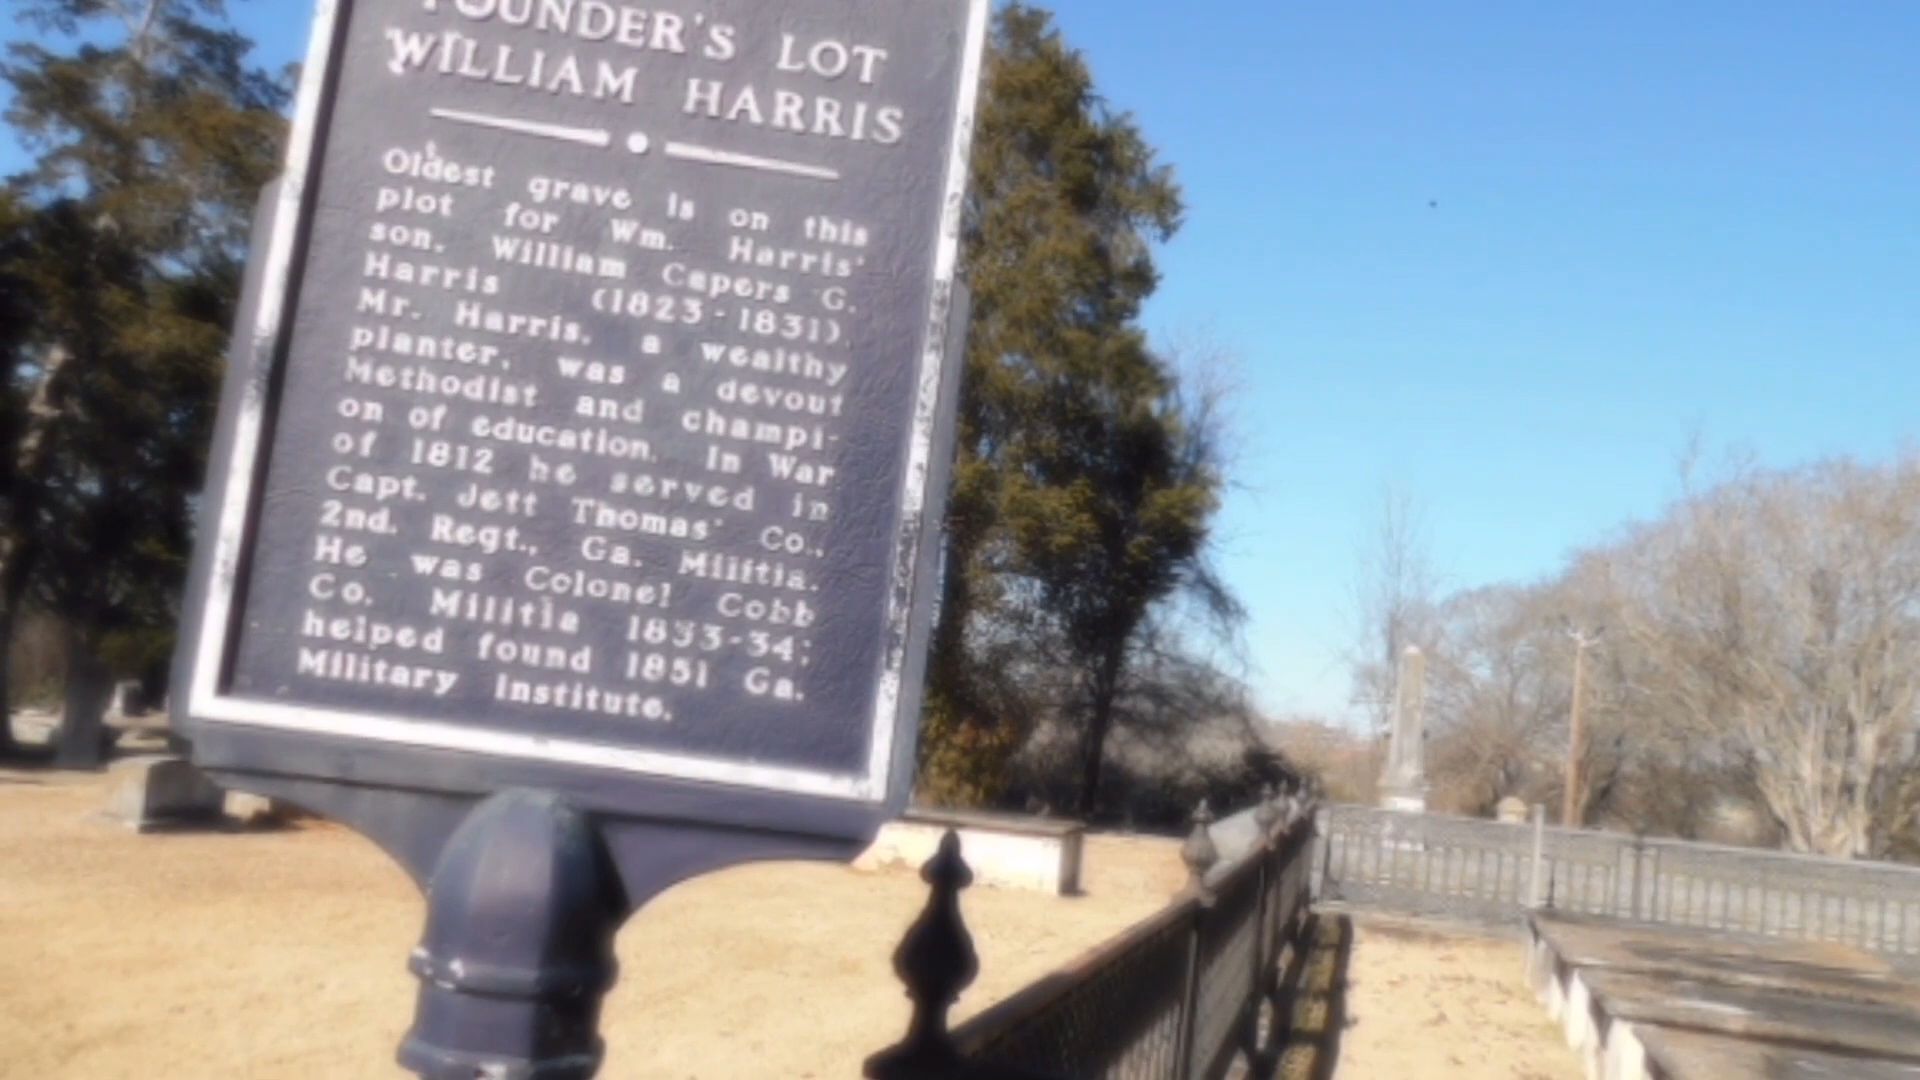 FOUNDER'S LOT
WILLIAM HARRIS
Oldest grave is on this
plot for Wm. Harris'
son, William Capers G.
Harris (1823-1831).
Mr. Harris, a wealthy
planter, was a devout
Methodist and champi-
on of education. In War
of 1812 he served in
Capt. Jett Thomas' Co.,
2nd. Regt., Ga. Militia.
He was Colonel Cobb
Co. Militia 1833-34;
helped found 1851 Ga.
Military Institute.